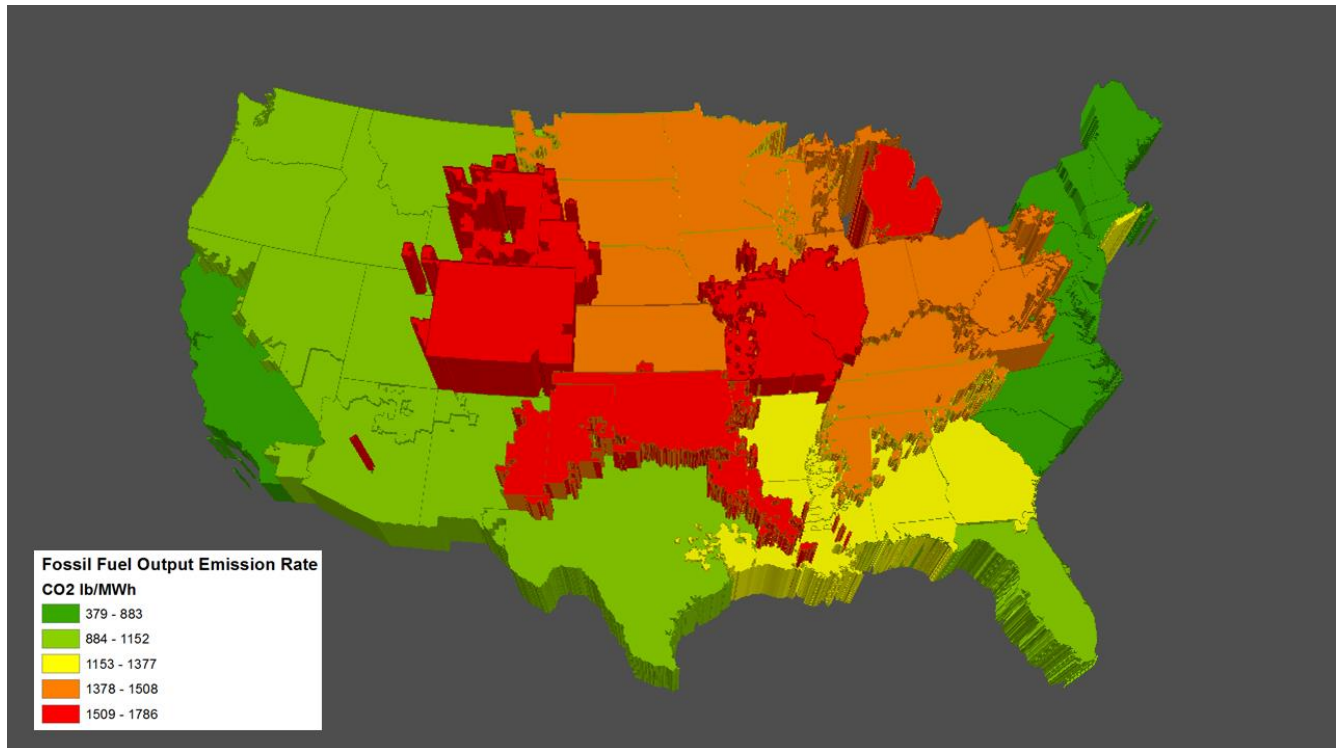 Fossil Fuel Output Emission Rate
CO2 lb/MWh
379 - 883
884 - 1152
1153 - 1377
1378 - 1508
1509 - 1786